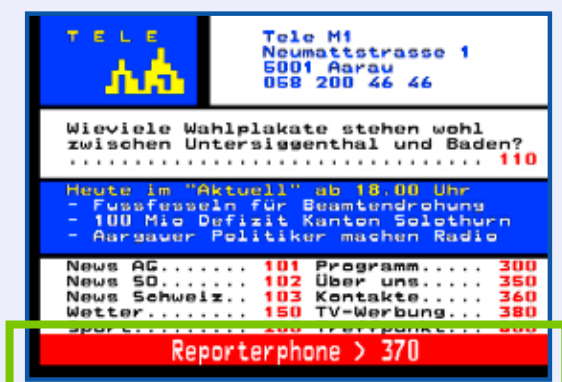 TELE
Tele M1
Neumattstrasse 1
5001 Aarau
058 200 46 46
Wieviele Wahlplakate stehen wohl
zwischen Untersiggenthal und Baden?
................................ 110
Heute im "Aktuell" ab 18.00 Uhr
- Fussfesseln für Beamtendrohung
- 100 Mio Defizit Kanton Solothurn
- Aargauer Politiker machen Radio
News AG....... 101 Programm..... 300
News SO....... 102 Über uns..... 350
News Schweiz.. 103 Kontakte..... 360
Wetter........ 150 TV-Werbung... 380
Sport......... 200 Treffpunkt...
Reporterphone > 370